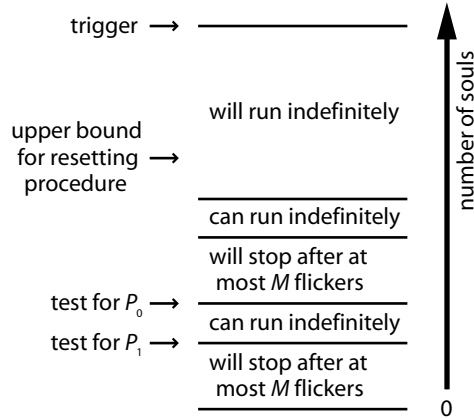 trigger →
will run indefinitely
upper bound
for resetting →
procedure
can run indefinitely
will stop after at
most M flickers
test for P₀ →
can run indefinitely
test for P₁ →
will stop after at
most M flickers
number of souls
0